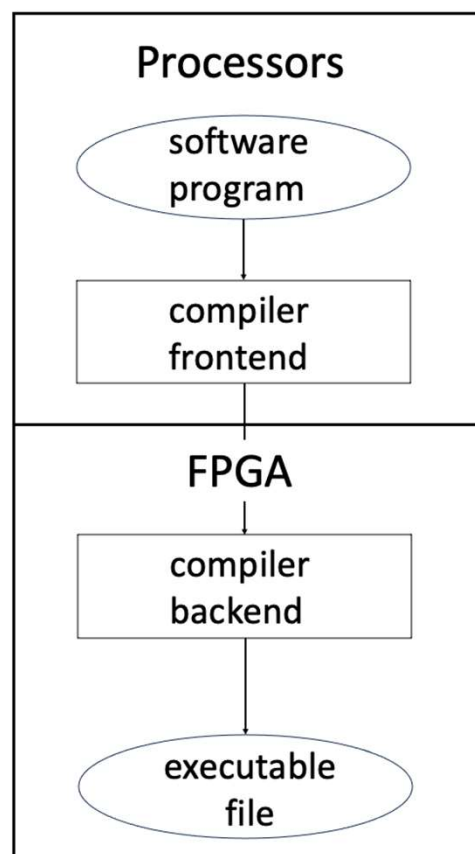 Processors
software
program
compiler
frontend
FPGA
compiler
backend
executable
file